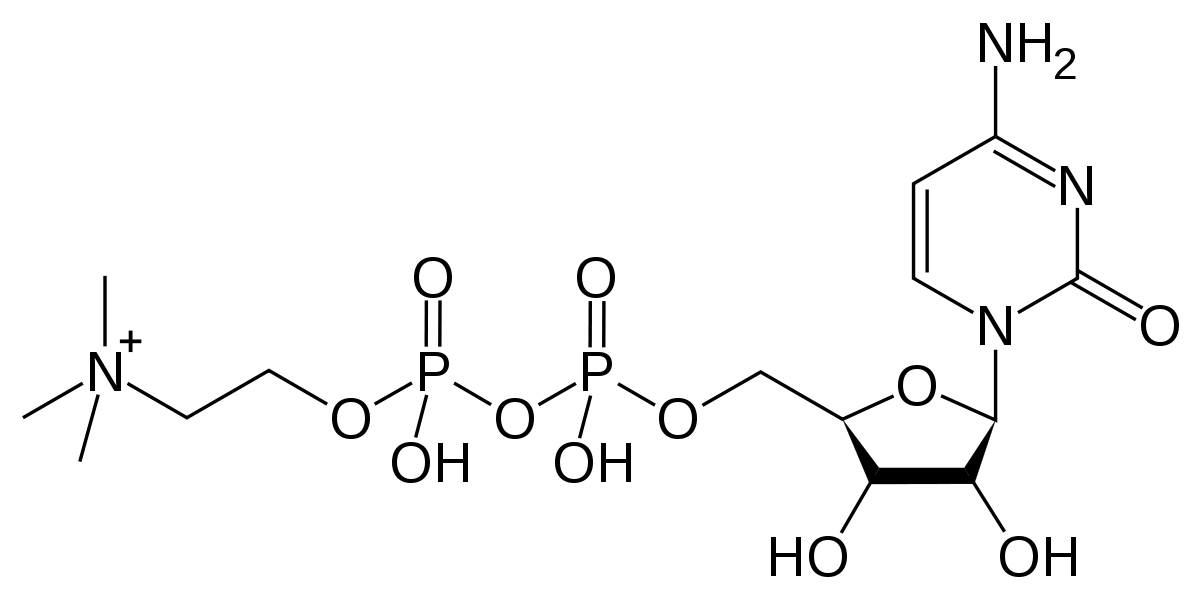 NH2
N
O O
N+ P P N O
O O O O
OH OH
HO OH